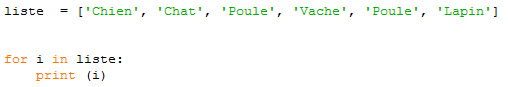 liste  = ['Chien', 'Chat', 'Poule', 'Vache', 'Poule', 'Lapin']
for i in liste:
    print (i)